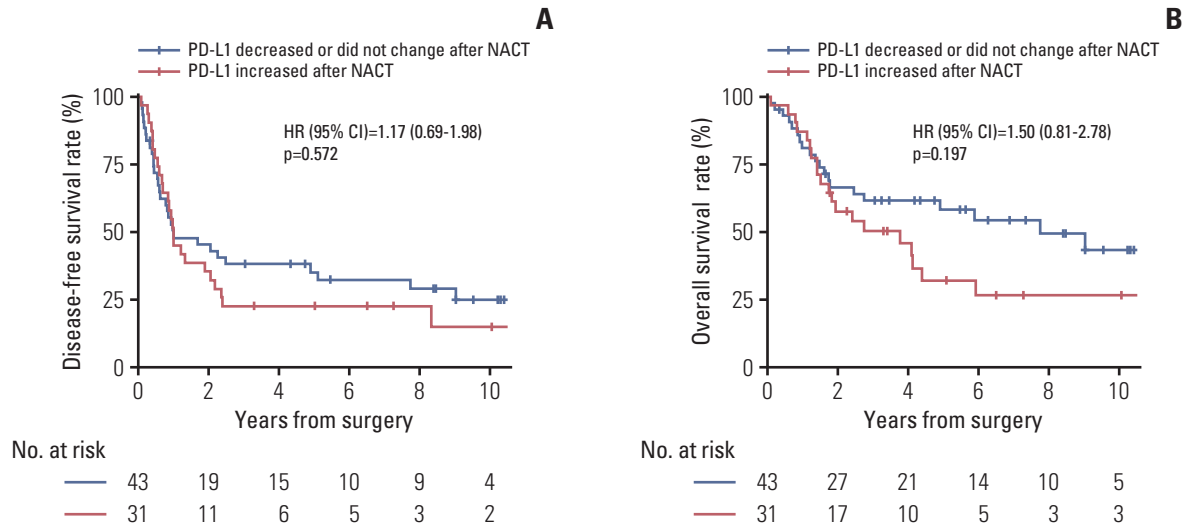 A
PD-L1 decreased or did not change after NACT
PD-L1 increased after NACT
Disease-free survival rate (%)
100
75
50
25
0
HR (95% CI)=1.17 (0.69-1.98)
p=0.572
0 2 4 6 8 10
Years from surgery
No. at risk
43 19 15 10 9 4
31 11 6 5 3 2
B
PD-L1 decreased or did not change after NACT
PD-L1 increased after NACT
Overall survival rate (%)
100
75
50
25
0
HR (95% CI)=1.50 (0.81-2.78)
p=0.197
0 2 4 6 8 10
Years from surgery
No. at risk
43 27 21 14 10 5
31 17 10 5 3 3